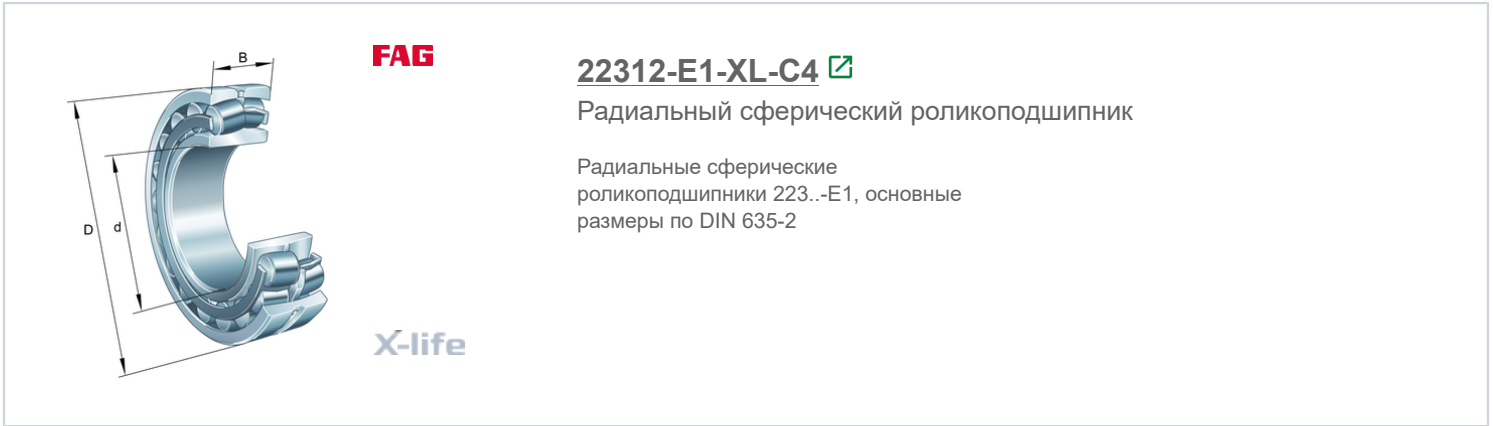 B
D
d
FAG
X-life
22312-E1-XL-C4
Радиальный сферический роликоподшипник
Радиальные сферические
роликоподшипники 223..-E1, основные
размеры по DIN 635-2